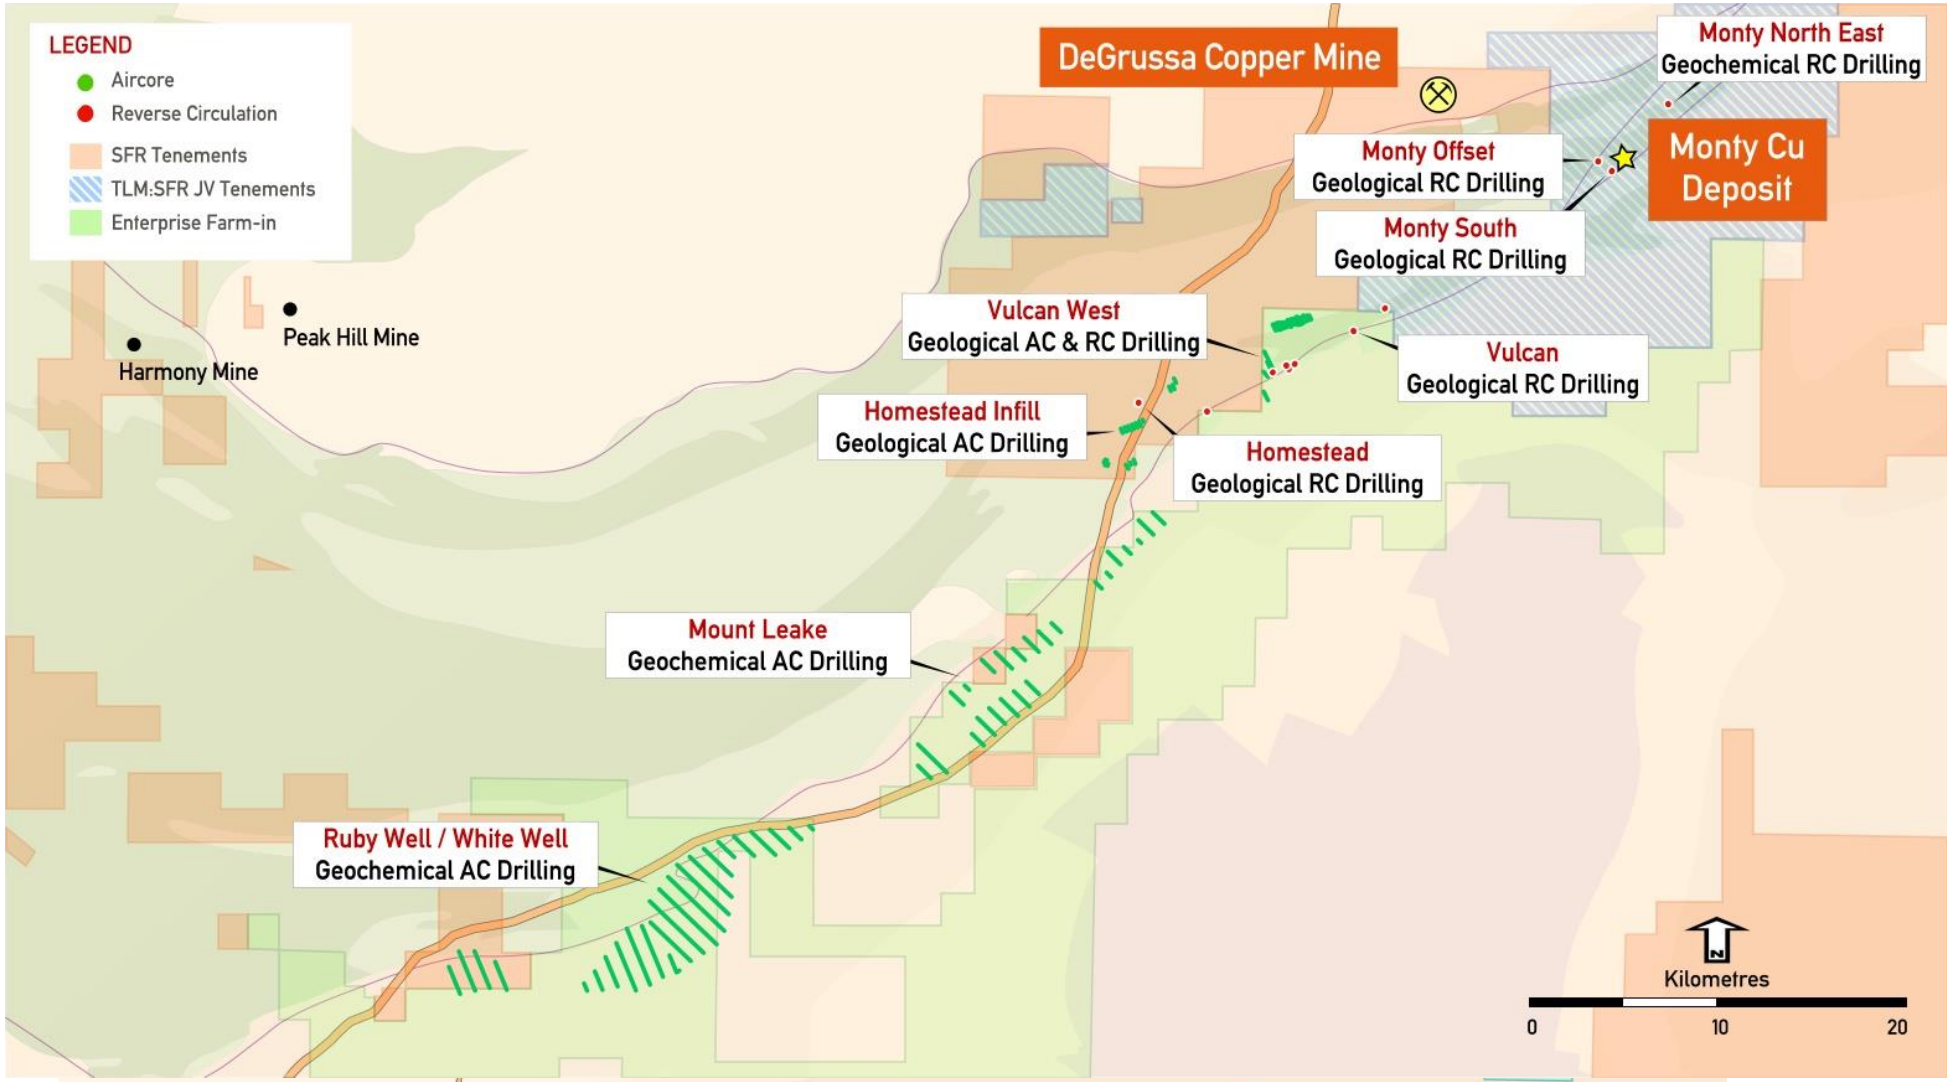 LEGEND
Aircore
Reverse Circulation
SFR Tenements
TLM:SFR JV Tenements
Enterprise Farm-in
DeGrussa Copper Mine
Monty North East
Geochemical RC Drilling
Monty Offset
Geological RC Drilling
Monty Cu
Deposit
Monty South
Geological RC Drilling
Peak Hill Mine
Harmony Mine
Vulcan West
Geological AC & RC Drilling
Vulcan
Geological RC Drilling
Homestead Infill
Geological AC Drilling
Homestead
Geological RC Drilling
Mount Leake
Geochemical AC Drilling
Ruby Well / White Well
Geochemical AC Drilling
N
Kilometres
0 10 20